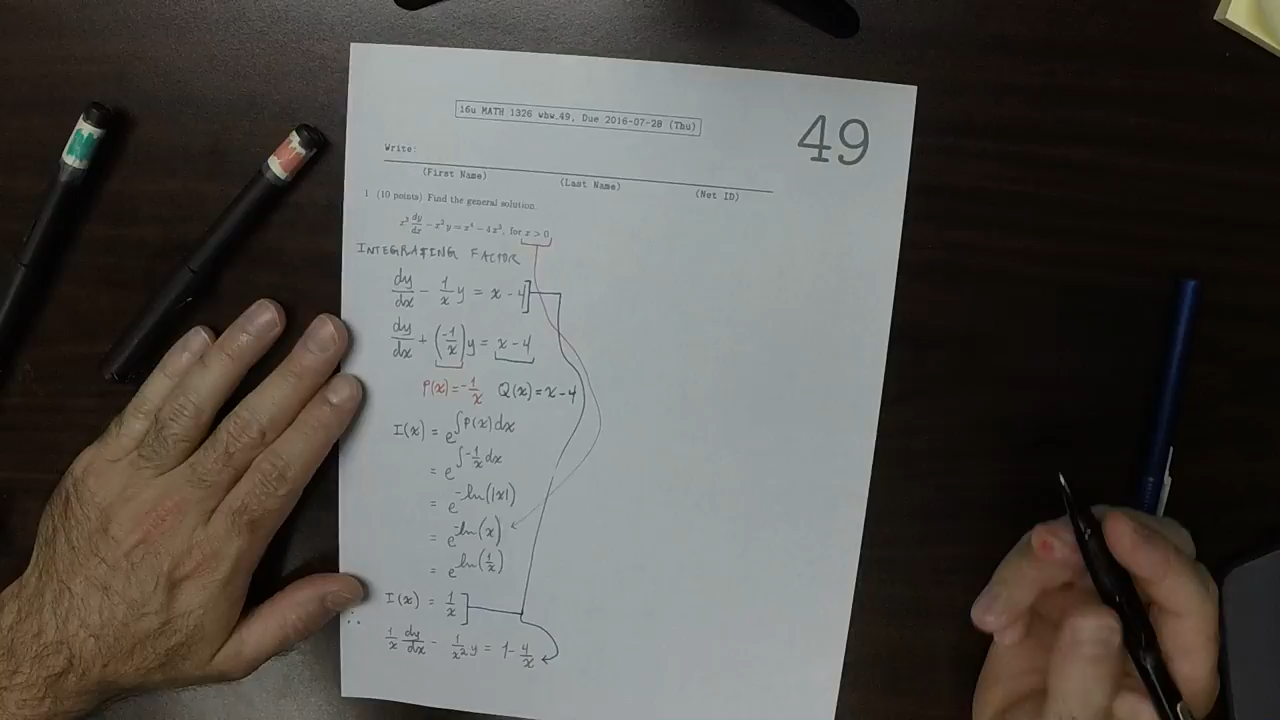 16u MATH 1326 whw_49, Due 2016-07-28 (Thu)
49
Write:
(First Name) (Last Name) (Net ID)
1 (10 points) Find the general solution.
x³ dy/dx − x² y = x⁴ − 4x³, for x > 0
INTEGRATING FACTOR
dy/dx − 1/x y = x − 4
dy/dx + (−1/x) y = x − 4
P(x) = −1/x Q(x) = x − 4
I(x) = e^∫P(x)dx
= e^∫−1/x dx
= e^−ln(|x|)
= e^−ln(x)
= e^ln(1/x)
I(x) = 1/x
∴
1/x dy/dx − 1/x² y = 1 − 4/x